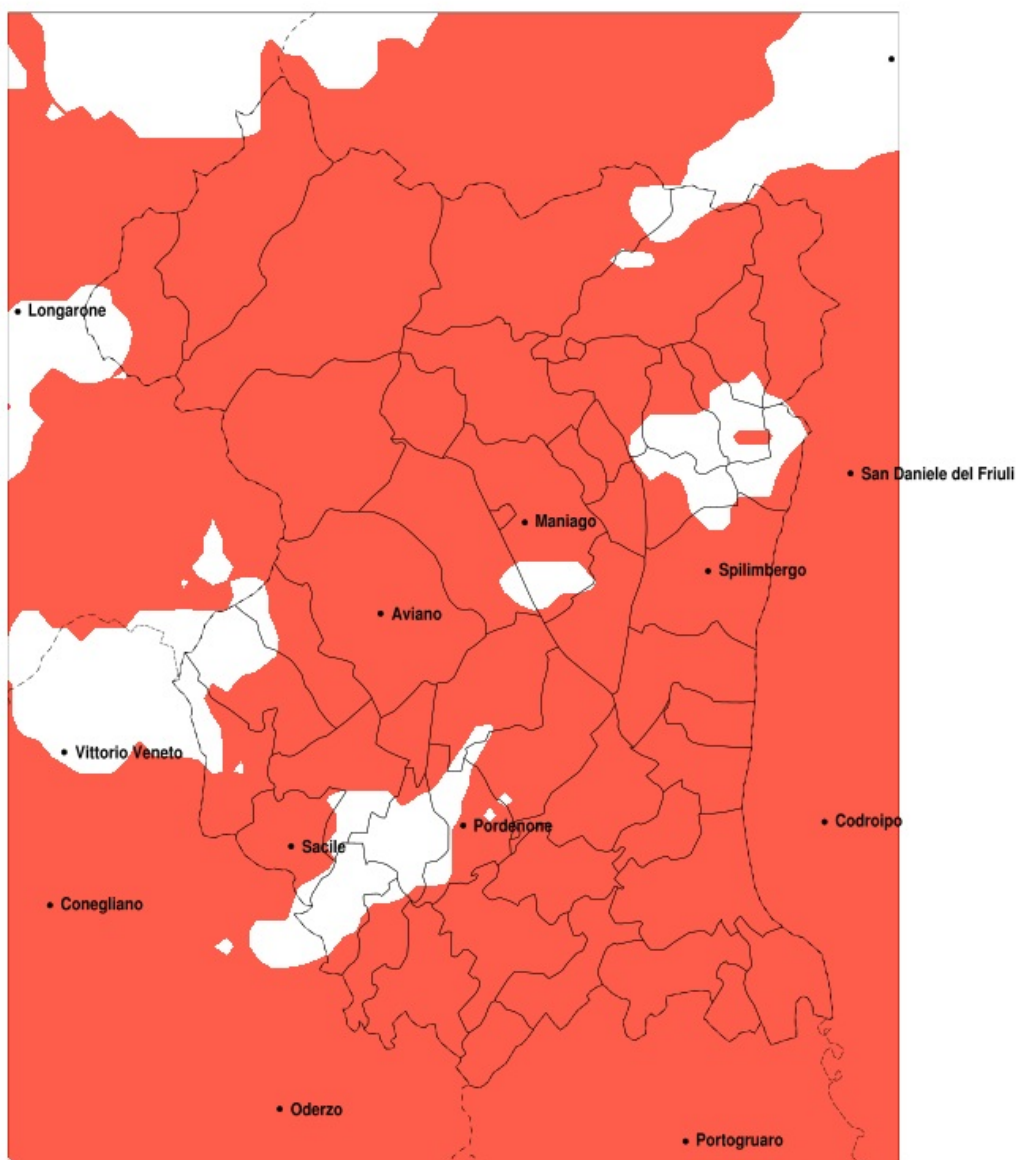 Longarone
San Daniele del Friuli
Maniago
Spilimbergo
Aviano
Vittorio Veneto
Codroipo
Pordenone
Sacile
Conegliano
Oderzo
Portogruaro